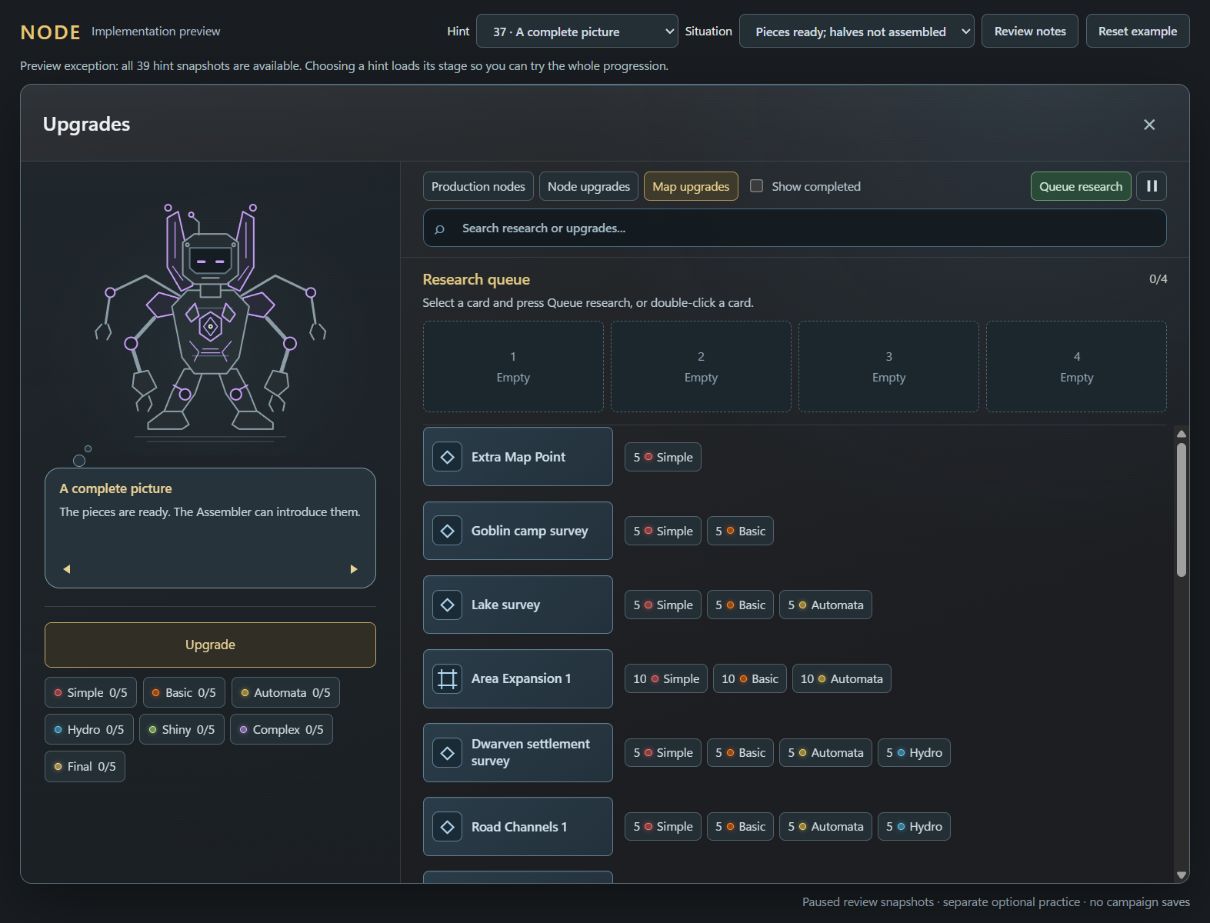 NODE Implementation preview Hint 37 · A complete picture Situation Pieces ready; halves not assembled Review notes Reset example
Preview exception: all 39 hint snapshots are available. Choosing a hint loads its stage so you can try the whole progression.
Upgrades
Production nodes Node upgrades Map upgrades Show completed Queue research
Search research or upgrades...
Research queue 0/4
Select a card and press Queue research, or double-click a card.
1 2 3 4
Empty Empty Empty Empty
A complete picture
The pieces are ready. The Assembler can introduce them.
Upgrade
Simple 0/5 Basic 0/5 Automata 0/5
Hydro 0/5 Shiny 0/5 Complex 0/5
Final 0/5
Extra Map Point 5 Simple
Goblin camp survey 5 Simple 5 Basic
Lake survey 5 Simple 5 Basic 5 Automata
Area Expansion 1 10 Simple 10 Basic 10 Automata
Dwarven settlement
survey 5 Simple 5 Basic 5 Automata 5 Hydro
Road Channels 1 5 Simple 5 Basic 5 Automata 5 Hydro
Paused review snapshots · separate optional practice · no campaign saves